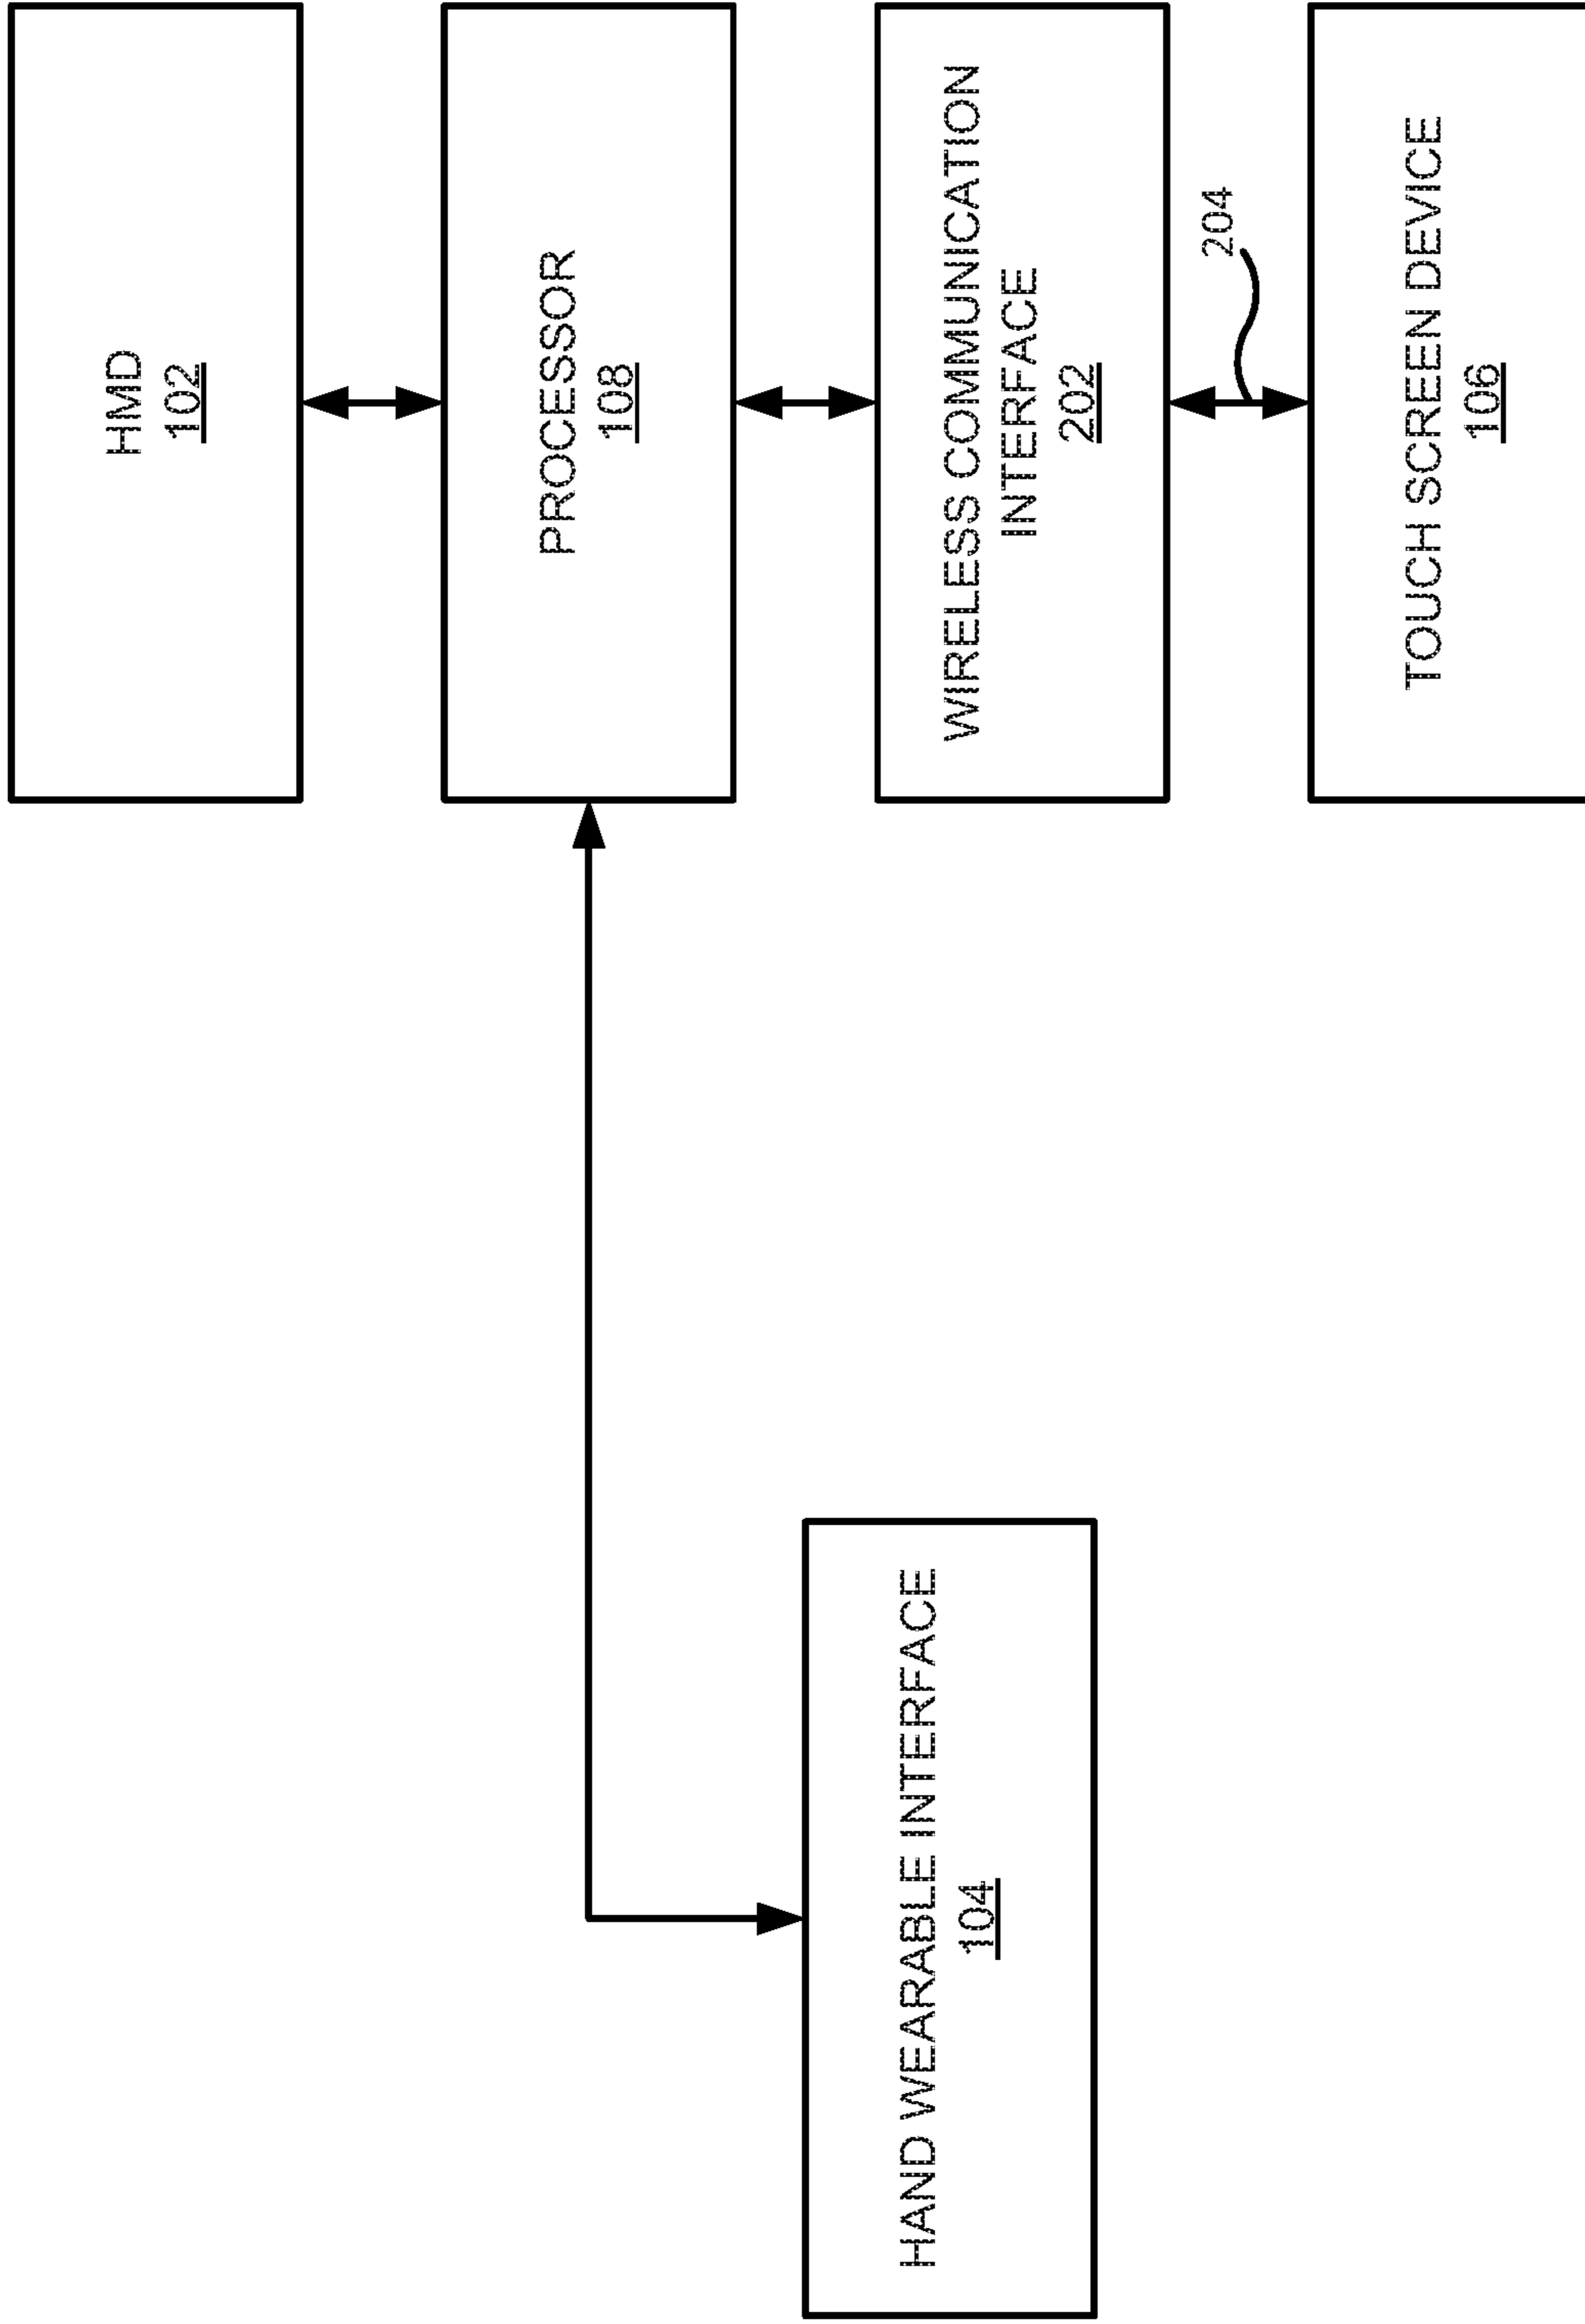 HMD
102
PROCESSOR
108
WIRELESS COMMUNICATION
INTERFACE
202
204
TOUCH SCREEN DEVICE
106
HAND WEARABLE INTERFACE
104